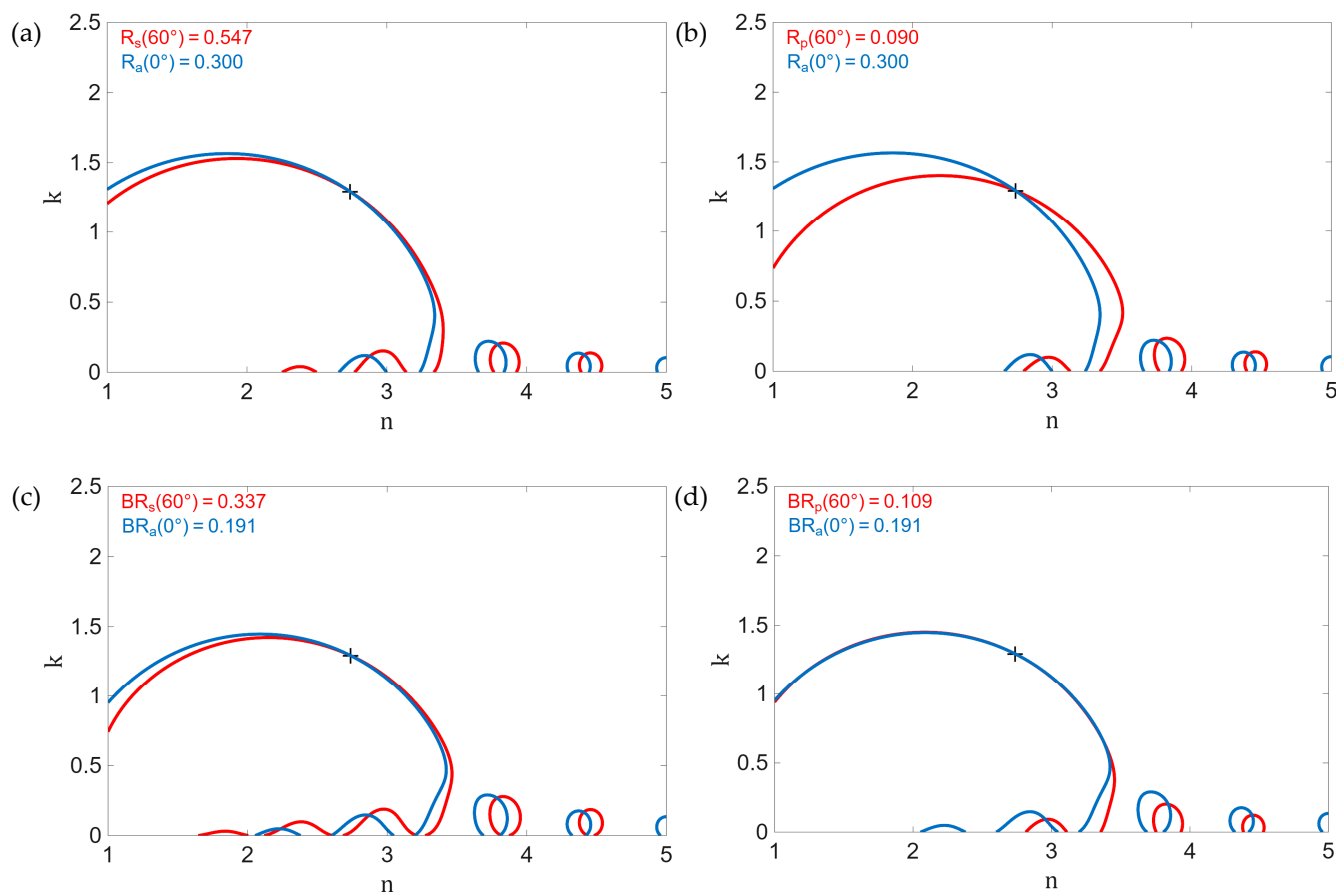 (a)
2.5
2
1.5
1
0.5
0
k
Rs(60°) = 0.547
Ra(0°) = 0.300
1 2 3 4 5
n
(b)
2.5
2
1.5
1
0.5
0
k
Rp(60°) = 0.090
Ra(0°) = 0.300
1 2 3 4 5
n
(c)
2.5
2
1.5
1
0.5
0
k
BRs(60°) = 0.337
BRa(0°) = 0.191
1 2 3 4 5
n
(d)
2.5
2
1.5
1
0.5
0
k
BRp(60°) = 0.109
BRa(0°) = 0.191
1 2 3 4 5
n